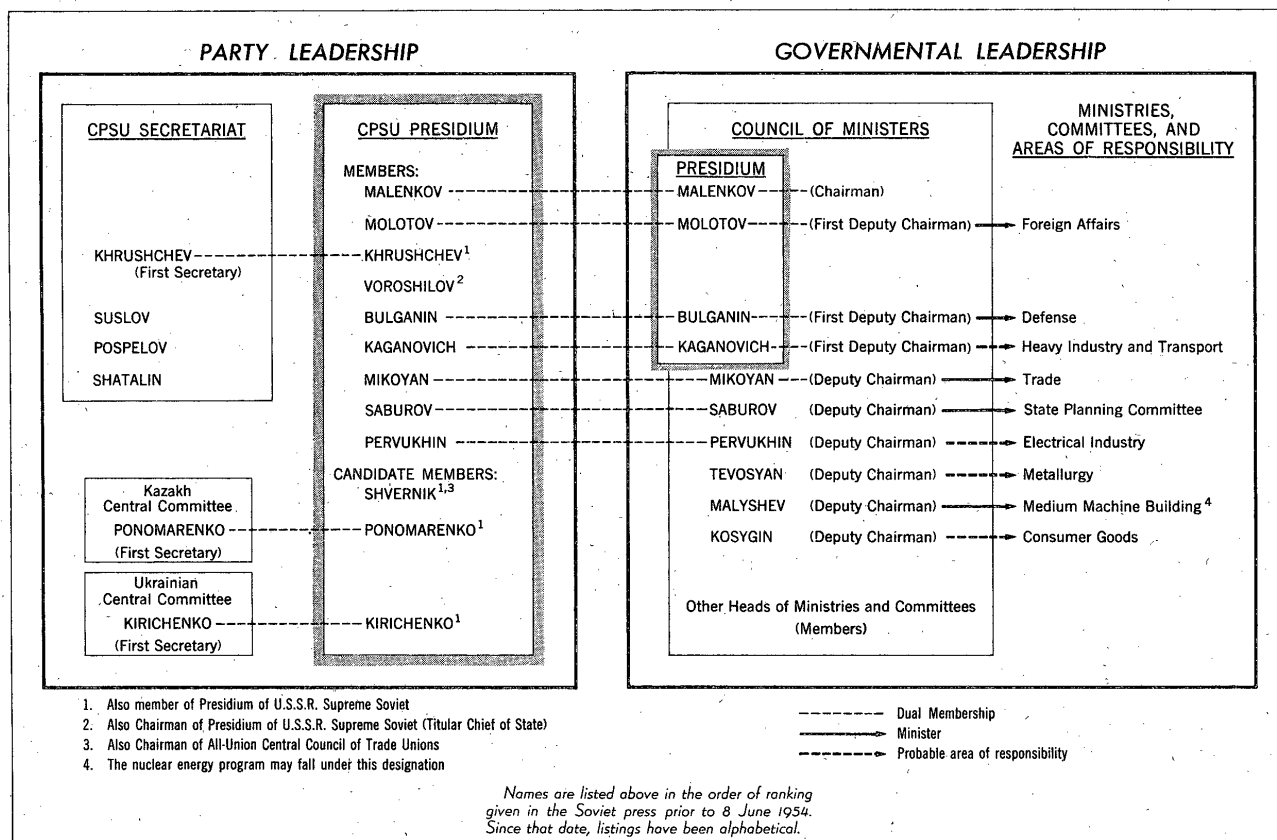 PARTY LEADERSHIP
GOVERNMENTAL LEADERSHIP
CPSU SECRETARIAT
KHRUSHCHEV
(First Secretary)
SUSLOV
POSPELOV
SHATALIN
Kazakh
Central Committee
PONOMARENKO
(First Secretary)
Ukrainian
Central Committee
KIRICHENKO
(First Secretary)
CPSU PRESIDIUM
MEMBERS:
MALENKOV
MOLOTOV
KHRUSHCHEV¹
VOROSHILOV²
BULGANIN
KAGANOVICH
MIKOYAN
SABUROV
PERVUKHIN
CANDIDATE MEMBERS:
SHVERNIK¹,³
PONOMARENKO¹
KIRICHENKO¹
COUNCIL OF MINISTERS
MINISTRIES,
COMMITTEES, AND
AREAS OF RESPONSIBILITY
PRESIDIUM
MALENKOV (Chairman)
MOLOTOV (First Deputy Chairman) Foreign Affairs
BULGANIN (First Deputy Chairman) Defense
KAGANOVICH (First Deputy Chairman) Heavy Industry and Transport
MIKOYAN (Deputy Chairman) Trade
SABUROV (Deputy Chairman) State Planning Committee
PERVUKHIN (Deputy Chairman) Electrical Industry
TEVOSYAN (Deputy Chairman) Metallurgy
MALYSHEV (Deputy Chairman) Medium Machine Building⁴
KOSYGIN (Deputy Chairman) Consumer Goods
Other Heads of Ministries and Committees
(Members)
1. Also member of Presidium of U.S.S.R. Supreme Soviet
2. Also Chairman of Presidium of U.S.S.R. Supreme Soviet (Titular Chief of State)
3. Also Chairman of All-Union Central Council of Trade Unions
4. The nuclear energy program may fall under this designation
Dual Membership
Minister
Probable area of responsibility
Names are listed above in the order of ranking
given in the Soviet press prior to 8 June 1954.
Since that date, listings have been alphabetical.